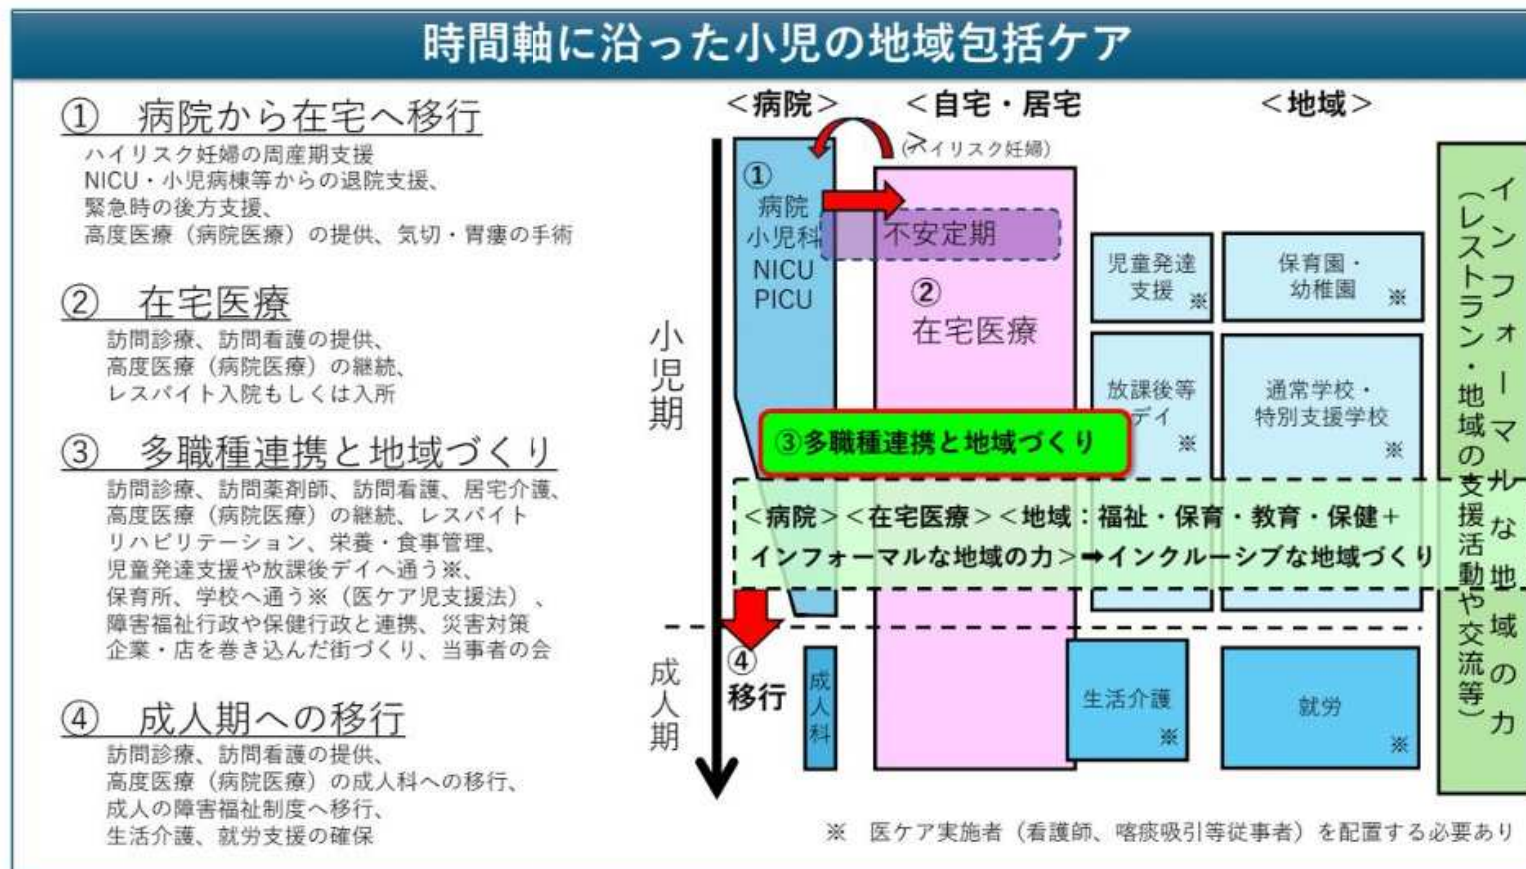 時間軸に沿った小児の地域包括ケア
① 病院から在宅へ移行
ハイリスク妊婦の周産期支援
NICU・小児病棟等からの退院支援、
緊急時の後方支援、
高度医療（病院医療）の提供、気切・胃瘻の手術
② 在宅医療
訪問診療、訪問看護の提供、
高度医療（病院医療）の継続、
レスパイト入院もしくは入所
③ 多職種連携と地域づくり
訪問診療、訪問薬剤師、訪問看護、居宅介護、
高度医療（病院医療）の継続、レスパイト
リハビリテーション、栄養・食事管理、
児童発達支援や放課後デイへ通う※、
保育所、学校へ通う※（医ケア児支援法）、
障害福祉行政や保健行政と連携、災害対策
企業・店を巻き込んだ街づくり、当事者の会
④ 成人期への移行
訪問診療、訪問看護の提供、
高度医療（病院医療）の成人科への移行、
成人の障害福祉制度へ移行、
生活介護、就労支援の確保
＜病院＞
＜自宅・居宅
＞
＜地域＞
（ハイリスク妊婦）
小児期
成人期
①
病院
小児科
NICU
PICU
不安定期
②
在宅医療
児童発達
支援 ※
保育園・
幼稚園 ※
放課後等
デイ
※
通常学校・
特別支援学校
※
③多職種連携と地域づくり
＜病院＞＜在宅医療＞＜地域：福祉・保育・教育・保健＋
インフォーマルな地域の力＞➡インクルーシブな地域づくり
④
移行
成人科
生活介護
※
就労
※
インフォーマルな地域の力
（レストラン・地域の支援活動や交流等）
※ 医ケア実施者（看護師、喀痰吸引等従事者）を配置する必要あり